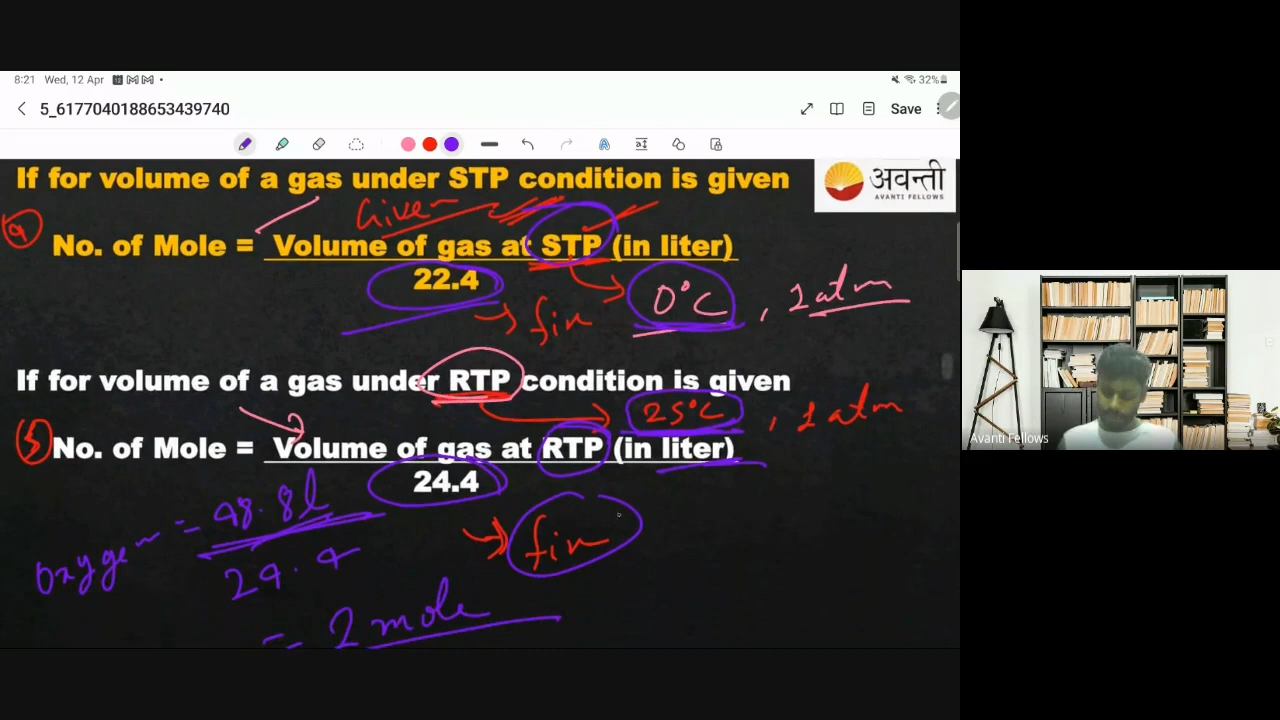 8:21 Wed, 12 Apr
32%
5_6177040188653439740
Save
If for volume of a gas under STP condition is given
अवन्ती
AVANTI FELLOWS
Given
No. of Mole = Volume of gas at STP (in liter)
22.4
0°C, 1 atm
fix
If for volume of a gas under RTP condition is given
25°C, 1 atm
No. of Mole = Volume of gas at RTP (in liter)
24.4
fix
Oxygen = 48.8 l
24.4
= 2 mole
Avanti Fellows